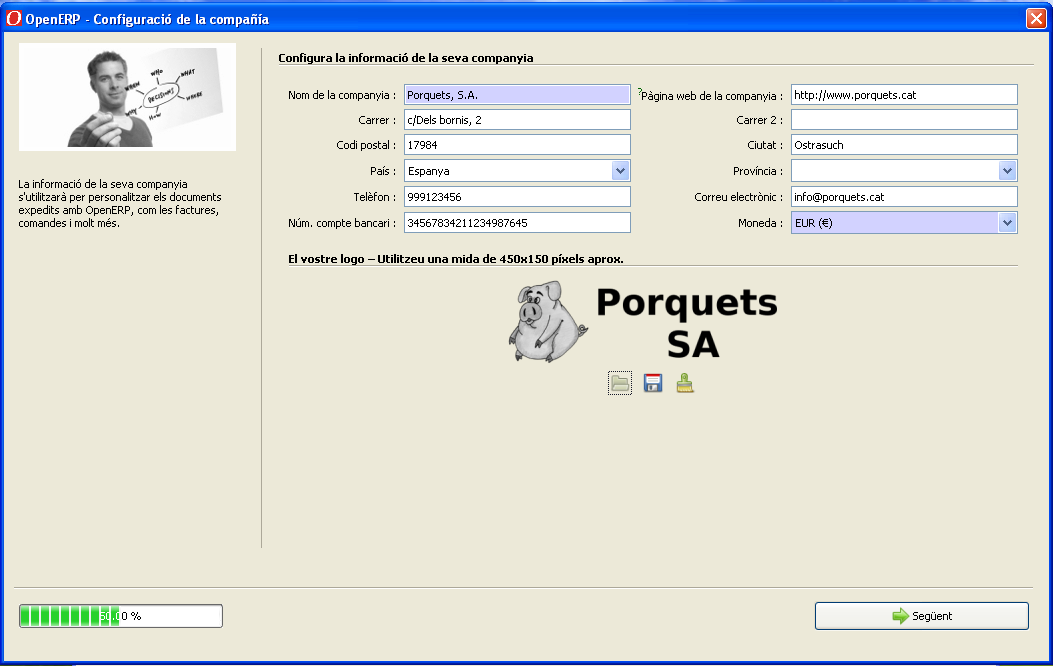 OpenERP - Configuració de la compañía
WHO
WHAT
WHEN
DECISIONS
WHERE
WHY
HOW
La informació de la seva companyia
s'utilitzarà per personalitzar els documents
expedits amb OpenERP, com les factures,
comandes i molt més.
Configura la informació de la seva companyia
Nom de la companyia : Porquets, S.A. ?Pàgina web de la companyia : http://www.porquets.cat
Carrer : c/Dels bornis, 2 Carrer 2 :
Codi postal : 17984 Ciutat : Ostrasuch
País : Espanya Província :
Telèfon : 999123456 Correu electrònic : info@porquets.cat
Núm. compte bancari : 34567834211234987645 Moneda : EUR (€)
El vostre logo – Utilitzeu una mida de 450x150 píxels aprox.
Porquets
SA
50.00 %
Següent